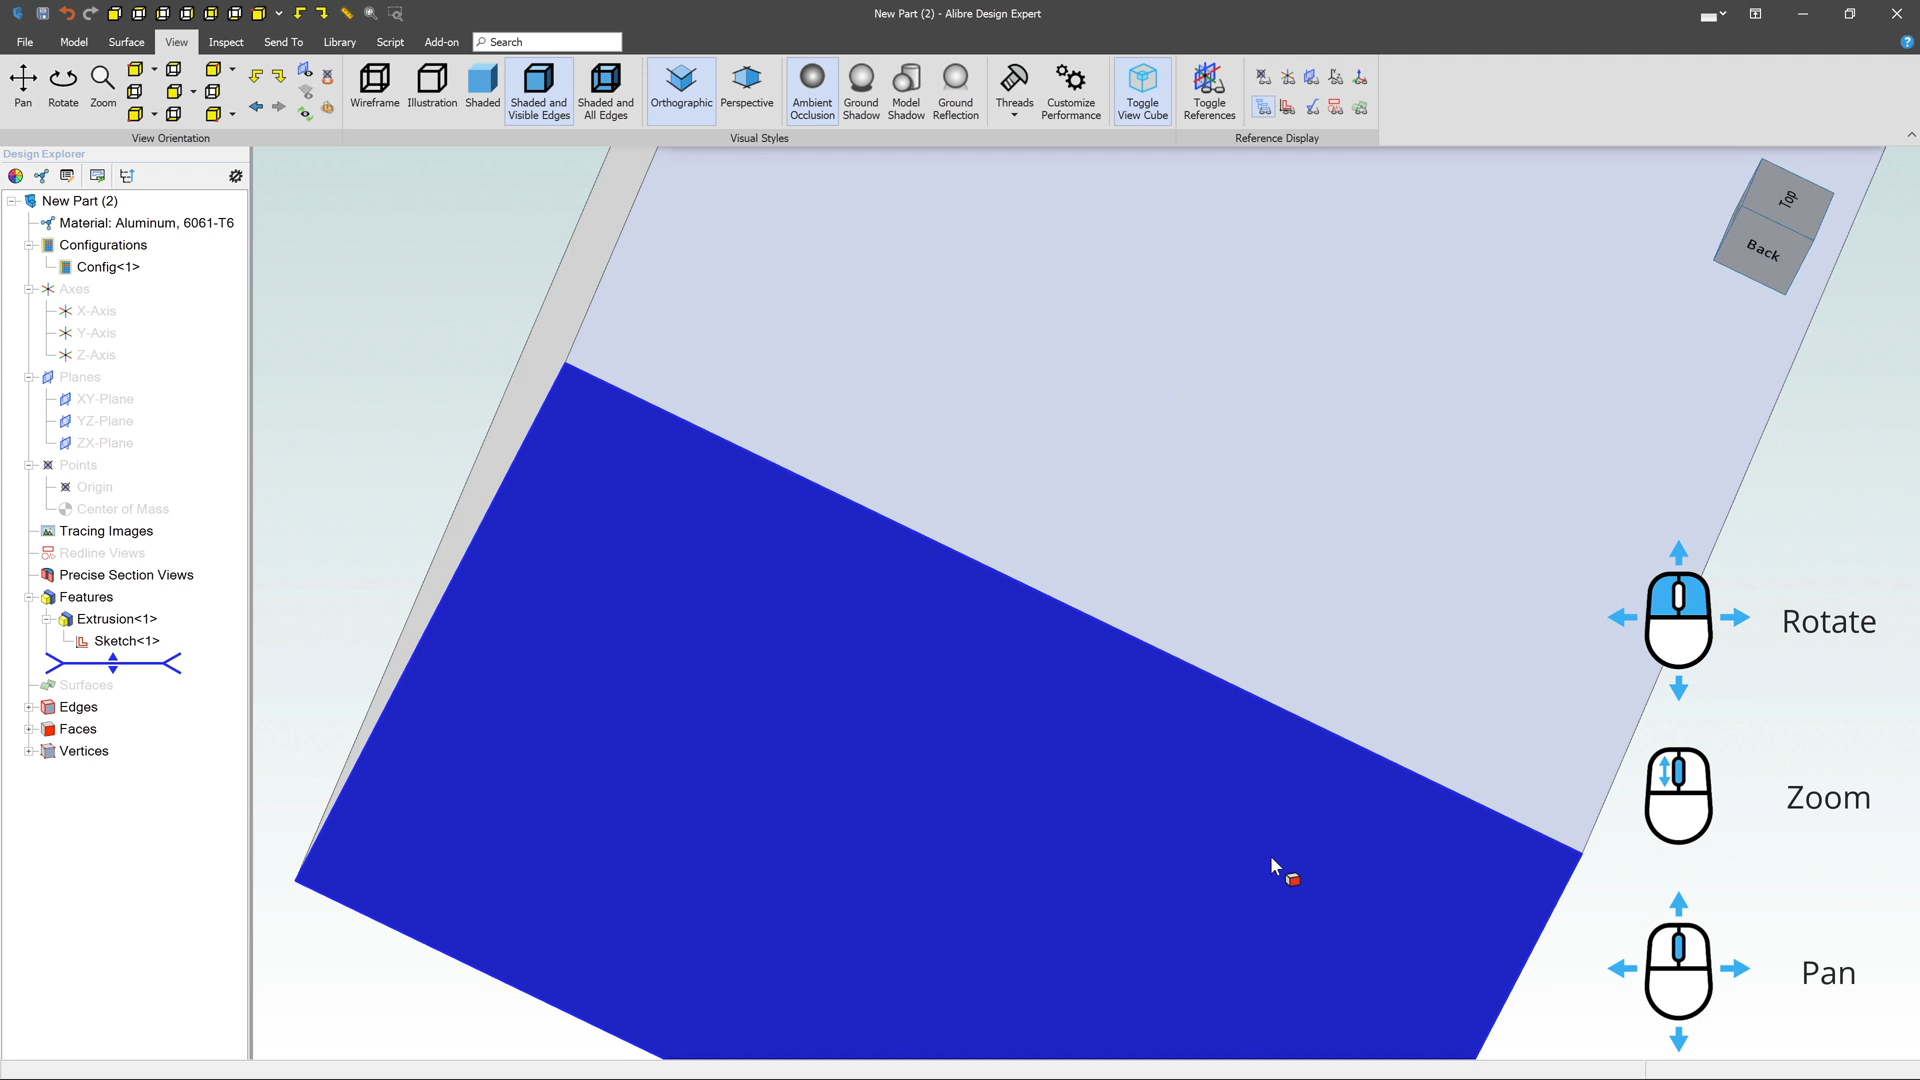 New Part (2) - Alibre Design Expert
File Model Surface View Inspect Send To Library Script Add-on Search
Pan Rotate Zoom
Wireframe Illustration Shaded Shaded and Visible Edges Shaded and All Edges
Orthographic Perspective
Ambient Occlusion Ground Shadow Model Shadow Ground Reflection
Threads Customize Performance
Toggle View Cube Toggle References
View Orientation Visual Styles Reference Display
Design Explorer
New Part (2)
Material: Aluminum, 6061-T6
Configurations
Config<1>
Axes
X-Axis
Y-Axis
Z-Axis
Planes
XY-Plane
YZ-Plane
ZX-Plane
Points
Origin
Center of Mass
Tracing Images
Redline Views
Precise Section Views
Features
Extrusion<1>
Sketch<1>
Surfaces
Edges
Faces
Vertices
Top
Back
Rotate
Zoom
Pan